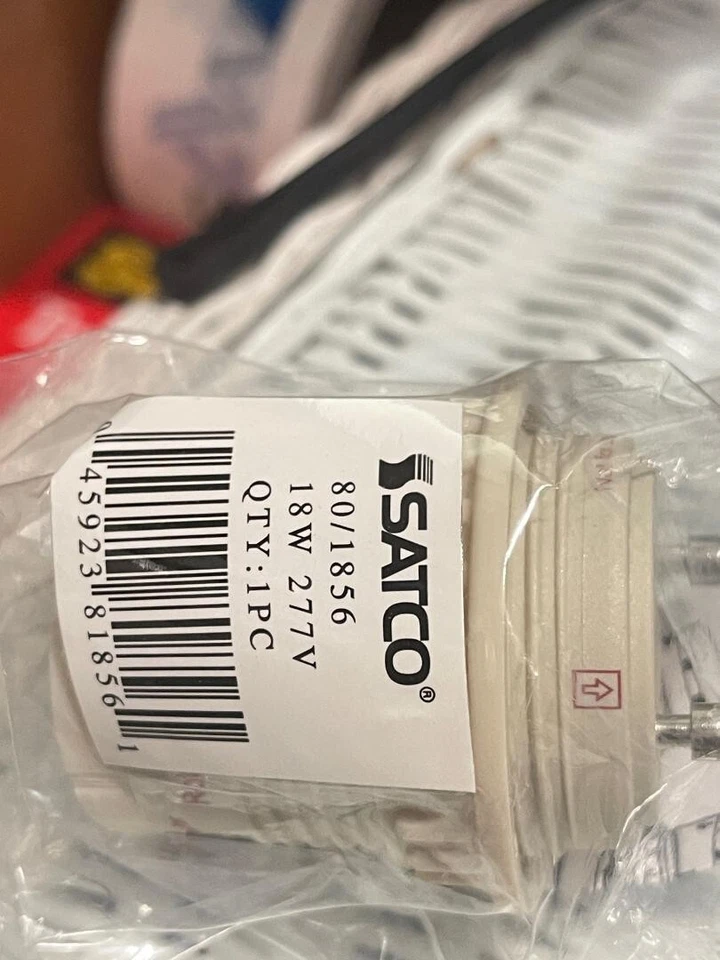 SATCO®
80/1856
18W 277V
QTY:1PC
0 45923 81856 1